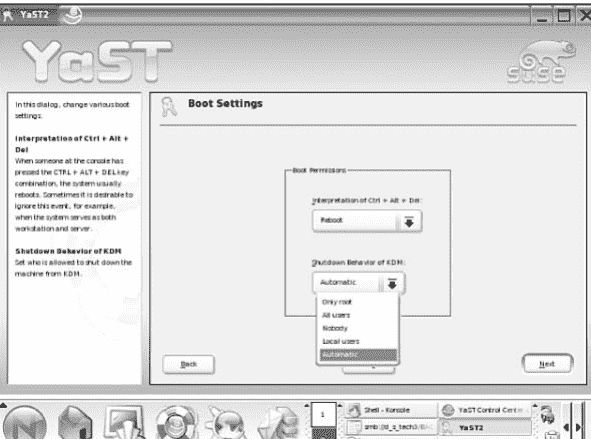 YaST2
YaST
suse
In this dialog, change various boot
settings.
Interpretation of Ctrl + Alt +
Del
When someone at the console has
pressed the CTRL + ALT + DEL key
combination, the system usually
reboots. Sometimes it is desirable to
ignore this event, for example,
when the system serves as both
workstation and server.
Shutdown Behavior of KDM
Set who is allowed to shut down the
machine from KDM.
Boot Settings
Boot Permissions
Interpretation of Ctrl + Alt + Del:
Reboot
Shutdown Behavior of KDM:
Automatic
Only root
All users
Nobody
Local users
Automatic
Back
Next
1
Shell - Konsole
YaST Control Center
YaST2